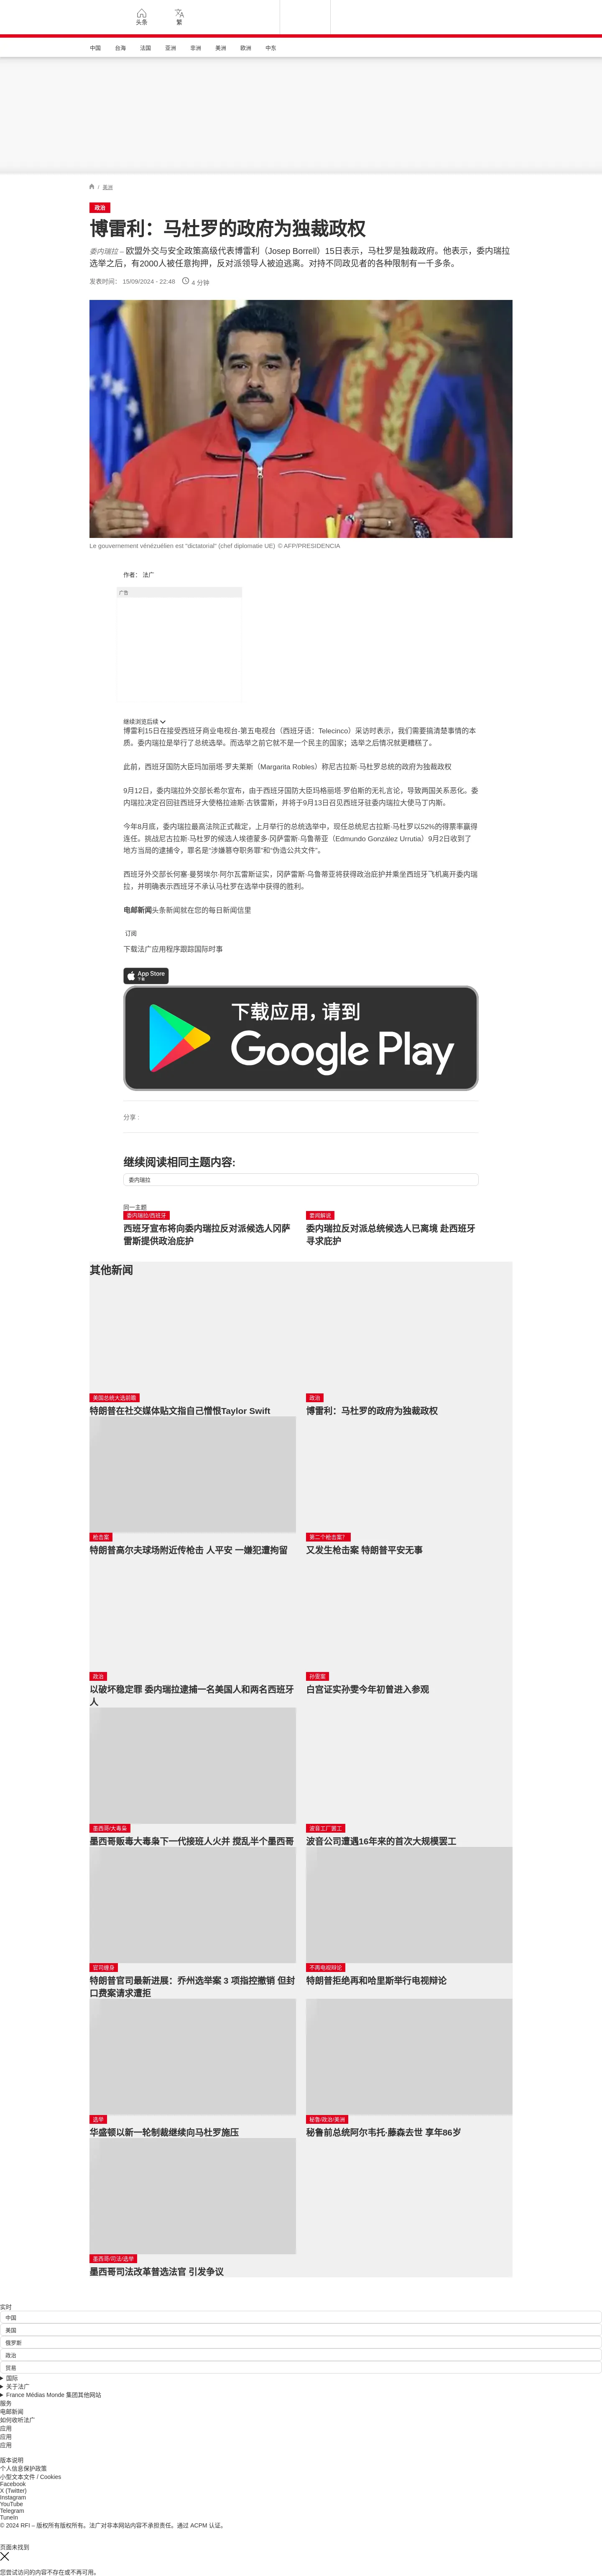 头条
繁
中国
台海
法国
亚洲
非洲
美洲
欧洲
中东
/ 美洲
政治
博雷利：马杜罗的政府为独裁政权
委内瑞拉 – 欧盟外交与安全政策高级代表博雷利（Josep Borrell）15日表示，马杜罗是独裁政府。他表示，委内瑞拉
选举之后，有2000人被任意拘押，反对派领导人被迫逃离。对持不同政见者的各种限制有一千多条。
发表时间： 15/09/2024 - 22:49 4 分钟
Le gouvernement vénézuélien est "dictatorial" (chef diplomatie UE) © AFP/PRESIDENCIA
作者： 法广
广告
继续浏览后续
博雷利15日在接受西班牙商业电视台-第五电视台（西班牙语：Telecinco）采访时表示，我们需要搞清楚事情的本
质。委内瑞拉是举行了总统选举。而选举之前它就不是一个民主的国家；选举之后情况就更糟糕了。
此前，西班牙国防大臣玛加丽塔·罗夫莱斯（Margarita Robles）称尼古拉斯·马杜罗总统的政府为独裁政权
9月12日，委内瑞拉外交部长希尔宣布，由于西班牙国防大臣玛格丽塔·罗伯斯的无礼言论，导致两国关系恶化。委
内瑞拉决定召回驻西班牙大使格拉迪斯·古铁雷斯，并将于9月13日召见西班牙驻委内瑞拉大使马丁内斯。
今年8月底，委内瑞拉最高法院正式裁定，上月举行的总统选举中，现任总统尼古拉斯·马杜罗以52%的得票率赢得
连任。挑战尼古拉斯·马杜罗的候选人埃德蒙多·冈萨雷斯·乌鲁蒂亚（Edmundo González Urrutia）9月2日收到了
地方当局的逮捕令，罪名是“涉嫌篡夺职务罪”和“伪造公共文件”。
西班牙外交部长何塞·曼努埃尔·阿尔瓦雷斯证实，冈萨雷斯·乌鲁蒂亚将获得政治庇护并乘坐西班牙飞机离开委内瑞
拉，并明确表示西班牙不承认马杜罗在选举中获得的胜利。
电邮新闻头条新闻就在您的每日新闻信里
订阅
下载法广应用程序跟踪国际时事
App Store
下载
下载应用，请到
Google Play
分享 :
继续阅读相同主题内容:
委内瑞拉
同一主题
委内瑞拉/西班牙
西班牙宣布将向委内瑞拉反对派候选人冈萨
雷斯提供政治庇护
要闻解说
委内瑞拉反对派总统候选人已离境 赴西班牙
寻求庇护
其他新闻
美国总统大选前瞻
特朗普在社交媒体贴文指自己憎恨Taylor Swift
政治
博雷利：马杜罗的政府为独裁政权
枪击案
特朗普高尔夫球场附近传枪击 人平安 一嫌犯遭拘留
第二个枪击案?
又发生枪击案 特朗普平安无事
政治
以破坏稳定罪 委内瑞拉逮捕一名美国人和两名西班牙
人
孙雯案
白宫证实孙雯今年初曾进入参观
墨西哥/大毒枭
墨西哥贩毒大毒枭下一代接班人火并 搅乱半个墨西哥
波音工厂罢工
波音公司遭遇16年来的首次大规模罢工
官司缠身
特朗普官司最新进展：乔州选举案 3 项指控撤销 但封
口费案请求遭拒
不再电视辩论
特朗普拒绝再和哈里斯举行电视辩论
选举
华盛顿以新一轮制裁继续向马杜罗施压
秘鲁/政治/美洲
秘鲁前总统阿尔韦托·藤森去世 享年86岁
墨西哥/司法/选举
墨西哥司法改革普选法官 引发争议
实时
中国
美国
俄罗斯
政治
贸易
国际
关于法广
France Médias Monde 集团其他网站
服务
电邮新闻
如何收听法广
应用
应用
应用
版本说明
个人信息保护政策
小型文本文件 / Cookies
Facebook
X (Twitter)
Instagram
YouTube
Telegram
TuneIn
© 2024 RFI – 版权所有版权所有。法广对非本网站内容不承担责任。通过 ACPM 认证。
页面未找到
您尝试访问的内容不存在或不再可用。